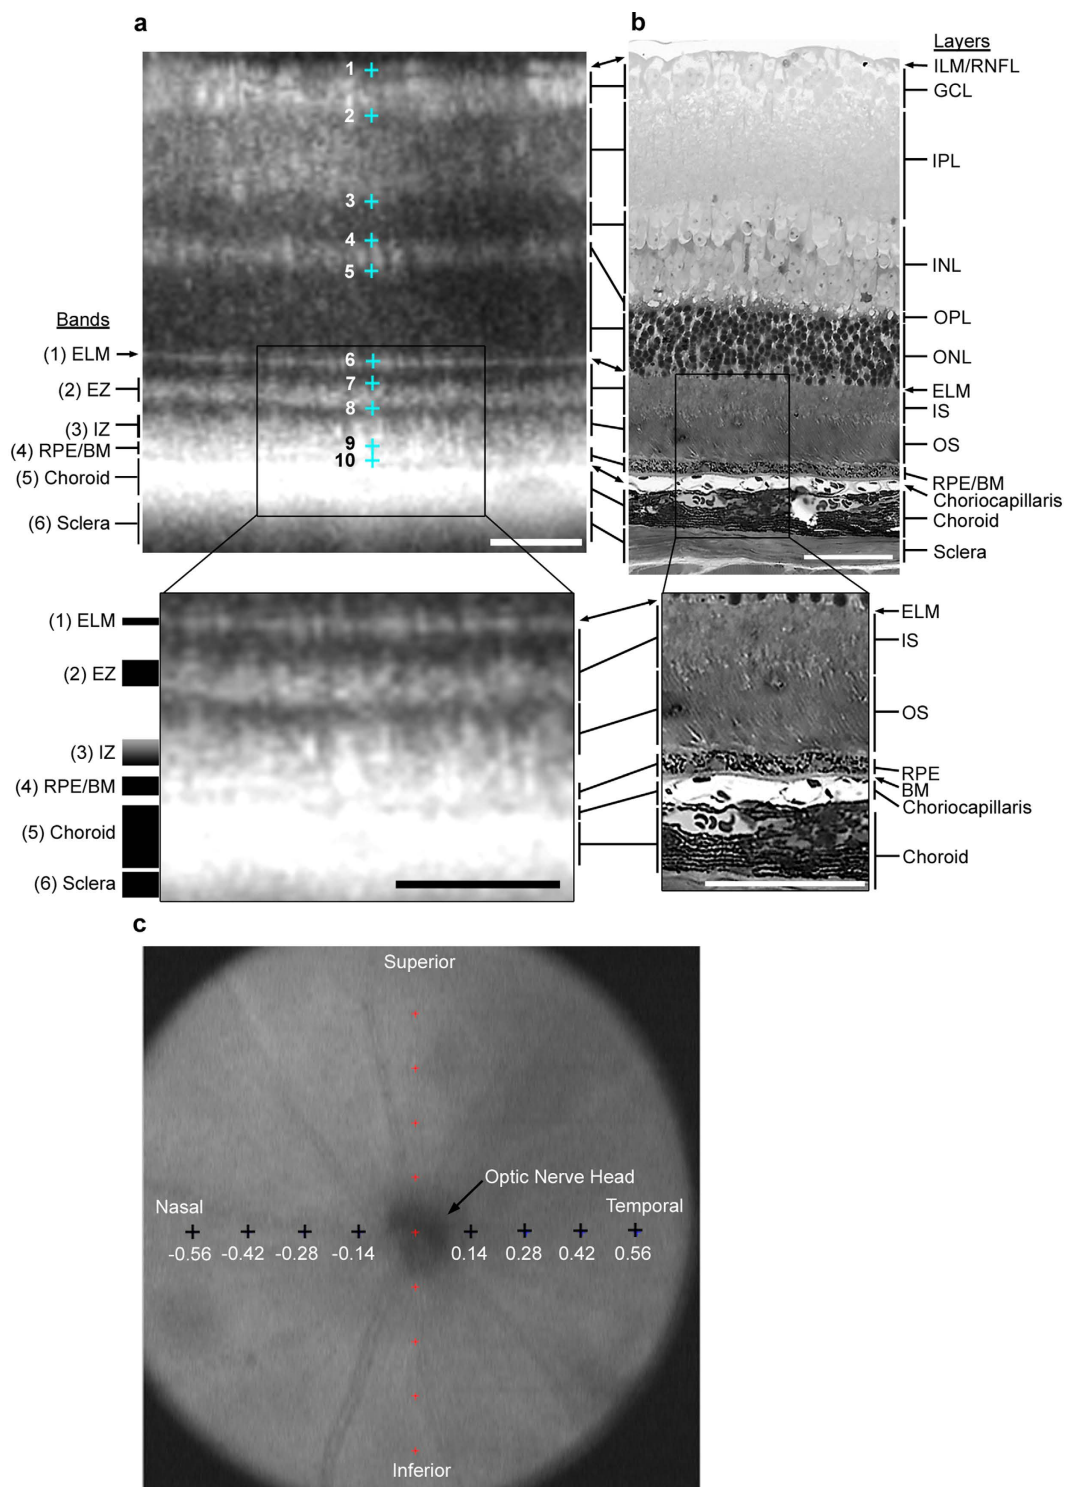 a
b
1
2
3
4
5
6
7
8
9
10
Bands
(1) ELM
(2) EZ
(3) IZ
(4) RPE/BM
(5) Choroid
(6) Sclera
Layers
ILM/RNFL
GCL
IPL
INL
OPL
ONL
ELM
IS
OS
RPE/BM
Choriocapillaris
Choroid
Sclera
(1) ELM
(2) EZ
(3) IZ
(4) RPE/BM
(5) Choroid
(6) Sclera
ELM
IS
OS
RPE
BM
Choriocapillaris
Choroid
c
Superior
Optic Nerve Head
Nasal Temporal
-0.56 -0.42 -0.28 -0.14 0.14 0.28 0.42 0.56
Inferior